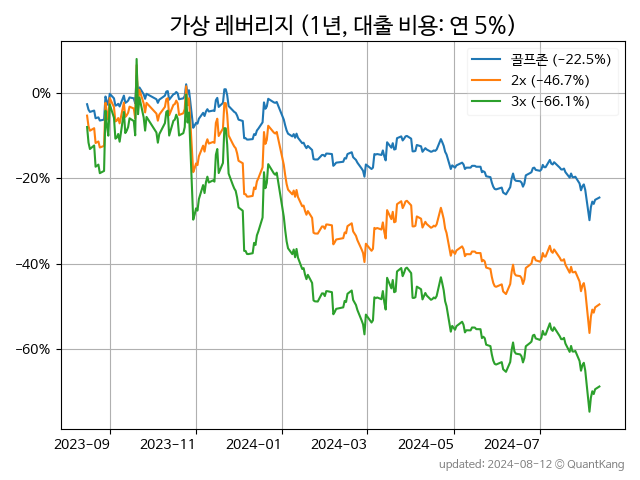 가상 레버리지 (1년, 대출 비용: 연 5%)
골프존 (−22.5%)
2x (−46.7%)
3x (−66.1%)
0%
−20%
−40%
−60%
2023-09
2023-11
2024-01
2024-03
2024-05
2024-07
updated: 2024-08-12 © QuantKang